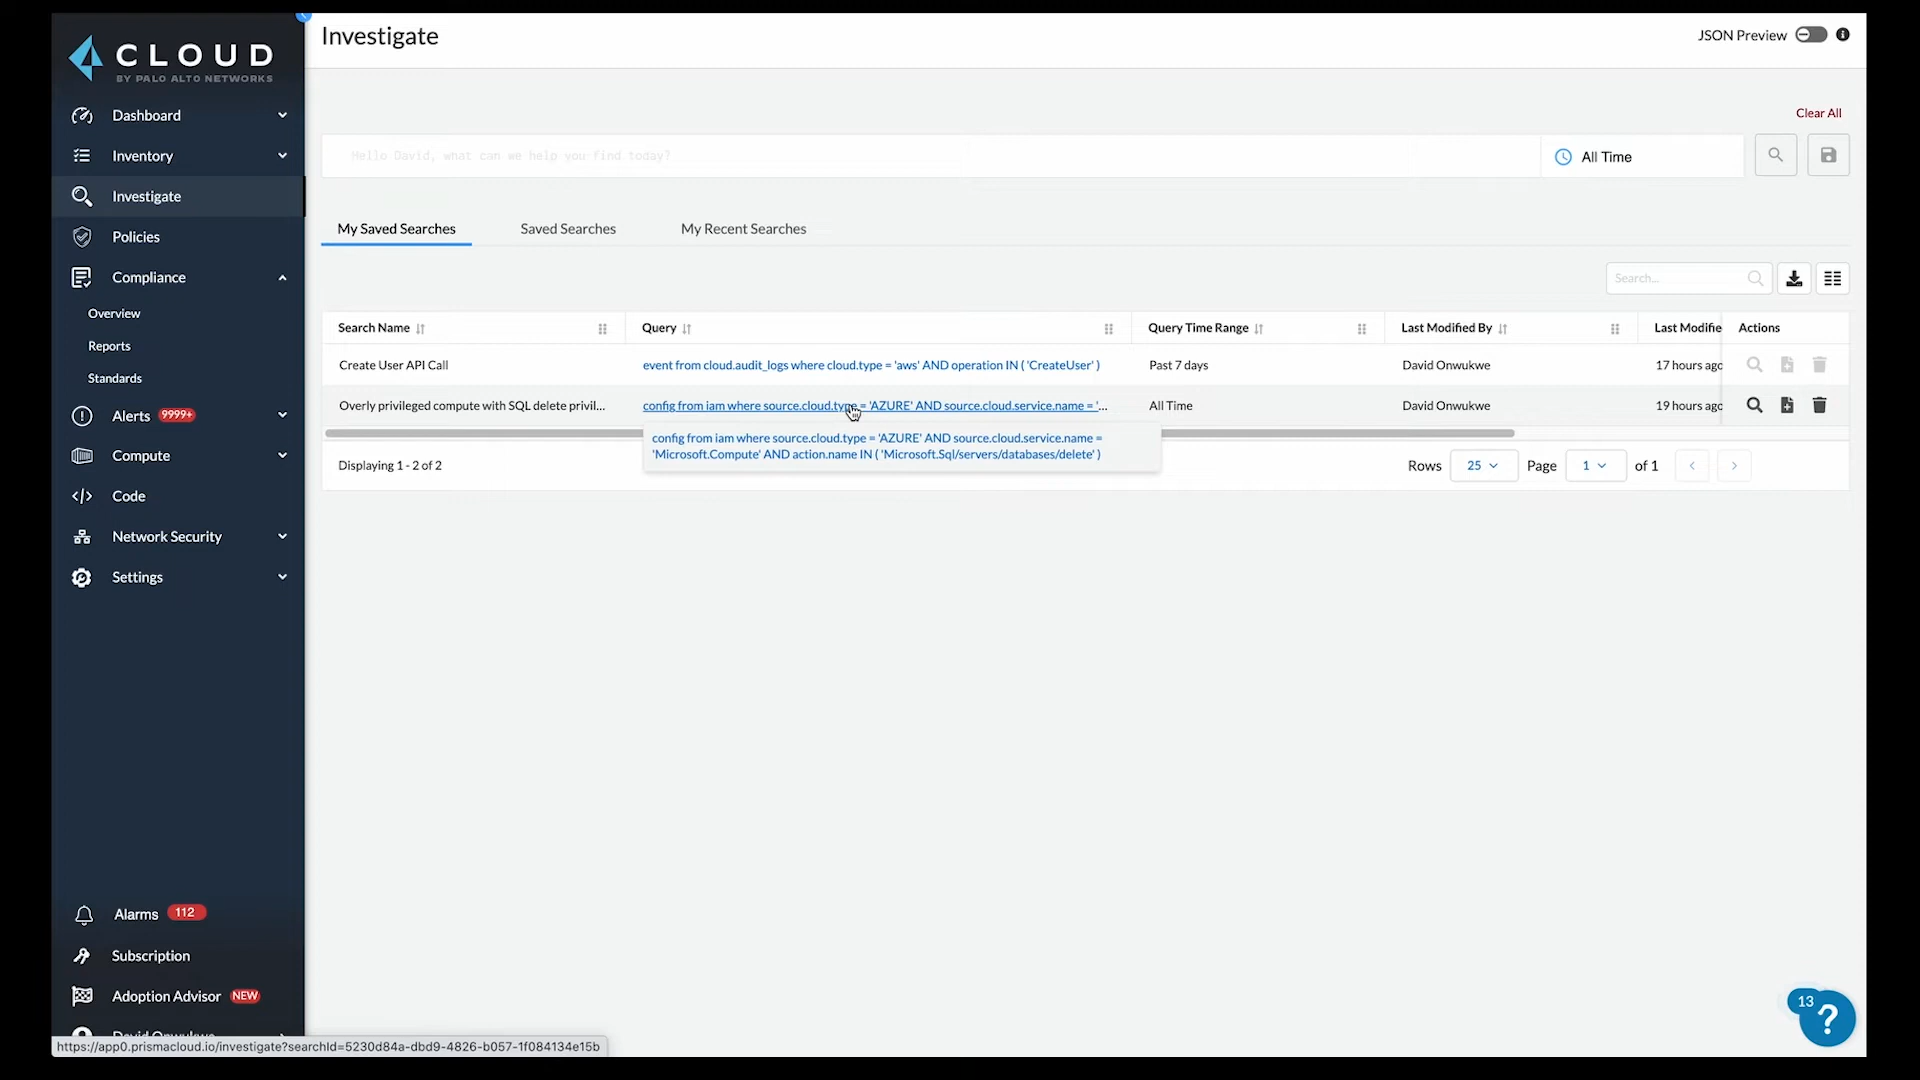 CLOUD
BY PALO ALTO NETWORKS
Dashboard
Inventory
Investigate
Policies
Compliance
Overview
Reports
Standards
Alerts 9999+
Compute
Code
Network Security
Settings
Alarms 112
Subscription
Adoption Advisor NEW
David Onwukwe
https://app0.prismacloud.io/investigate?searchId=5230d84a-dbd9-4826-b057-1f084134e15b
Investigate
JSON Preview
Clear All
Hello David, what can we help you find today?
All Time
My Saved Searches Saved Searches My Recent Searches
Search...
Search Name Query Query Time Range Last Modified By Last Modifie Actions
Create User API Call event from cloud.audit_logs where cloud.type = 'aws' AND operation IN ( 'CreateUser' ) Past 7 days David Onwukwe 17 hours ago
Overly privileged compute with SQL delete privil... config from iam where source.cloud.type = 'AZURE' AND source.cloud.service.name = '... All Time David Onwukwe 19 hours ago
config from iam where source.cloud.type = 'AZURE' AND source.cloud.service.name =
'Microsoft.Compute' AND action.name IN ( 'Microsoft.Sql/servers/databases/delete' )
Displaying 1 - 2 of 2 Rows 25 Page 1 of 1
13
?